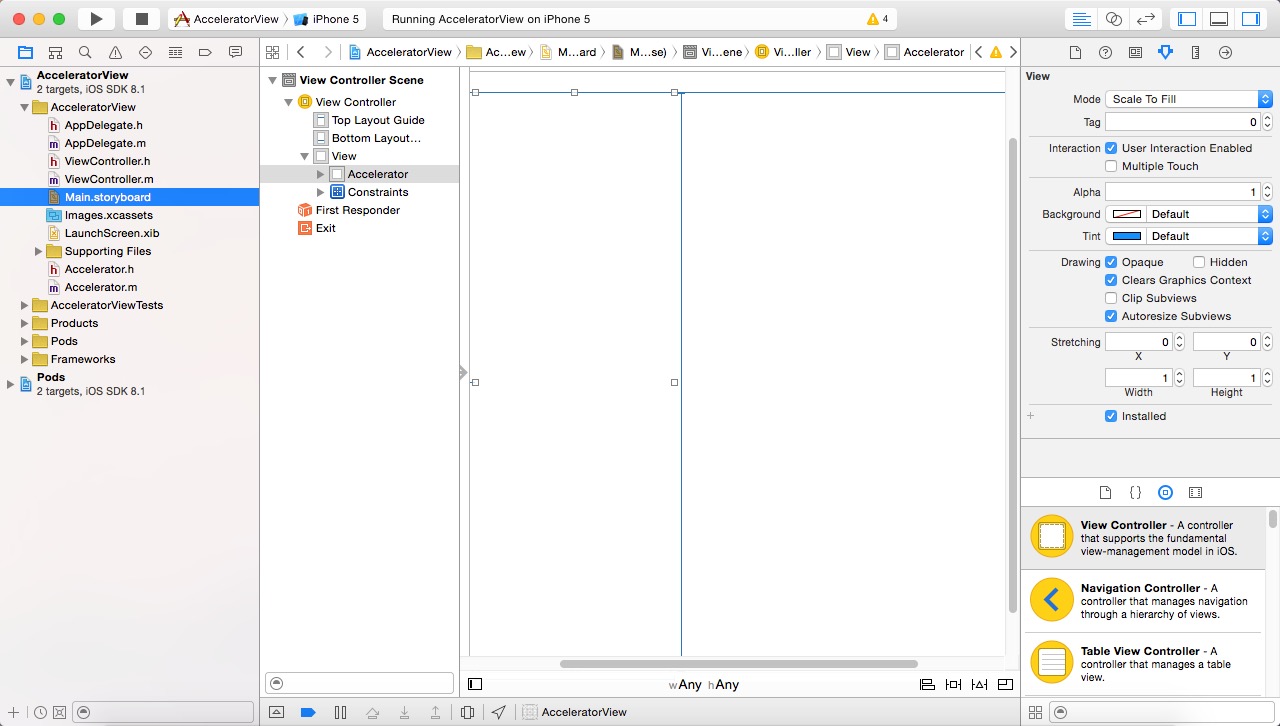 AcceleratorView
iPhone 5
Running AcceleratorView on iPhone 5
4
AcceleratorView
Ac...ew
M...ard
M...se)
Vi...ene
Vi...ller
View
Accelerator
AcceleratorView
2 targets, iOS SDK 8.1
AcceleratorView
AppDelegate.h
AppDelegate.m
ViewController.h
ViewController.m
Main.storyboard
Images.xcassets
LaunchScreen.xib
Supporting Files
Accelerator.h
Accelerator.m
AcceleratorViewTests
Products
Pods
Frameworks
Pods
2 targets, iOS SDK 8.1
View Controller Scene
View Controller
Top Layout Guide
Bottom Layout...
View
Accelerator
Constraints
First Responder
Exit
wAny hAny
AcceleratorView
View
Mode Scale To Fill
Tag 0
Interaction User Interaction Enabled
Multiple Touch
Alpha 1
Background Default
Tint Default
Drawing Opaque Hidden
Clears Graphics Context
Clip Subviews
Autoresize Subviews
Stretching 0 0
X Y
1 1
Width Height
+ Installed
View Controller - A controller
that supports the fundamental
view-management model in iOS.
Navigation Controller - A
controller that manages navigation
through a hierarchy of views.
Table View Controller - A
controller that manages a table
view.